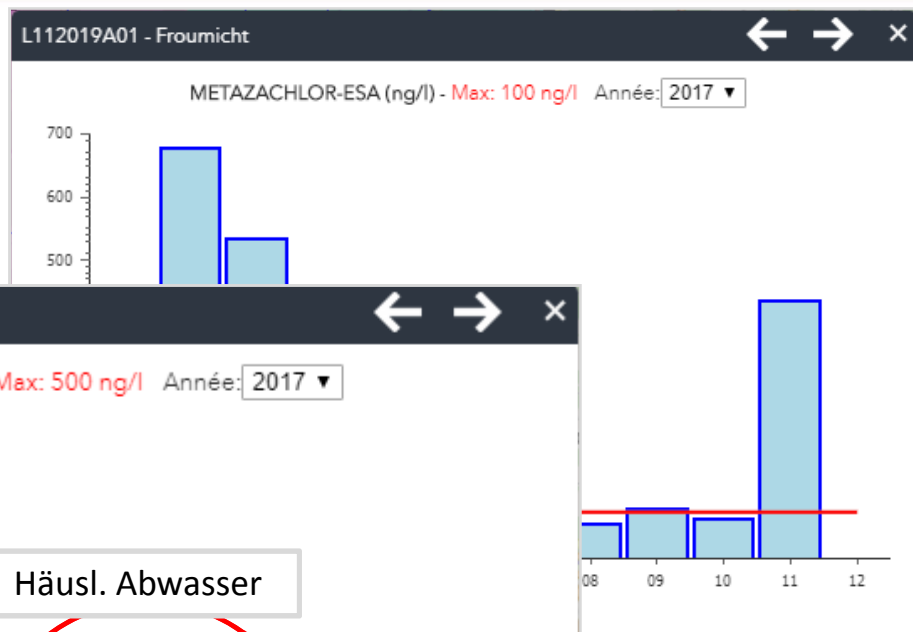 L112019A01 - Froumicht
METAZACHLOR-ESA (ng/l) - Max: 100 ng/l Année: 2017
700
600
500
Max: 500 ng/l Année: 2017
Häusl. Abwasser
08 09 10 11 12